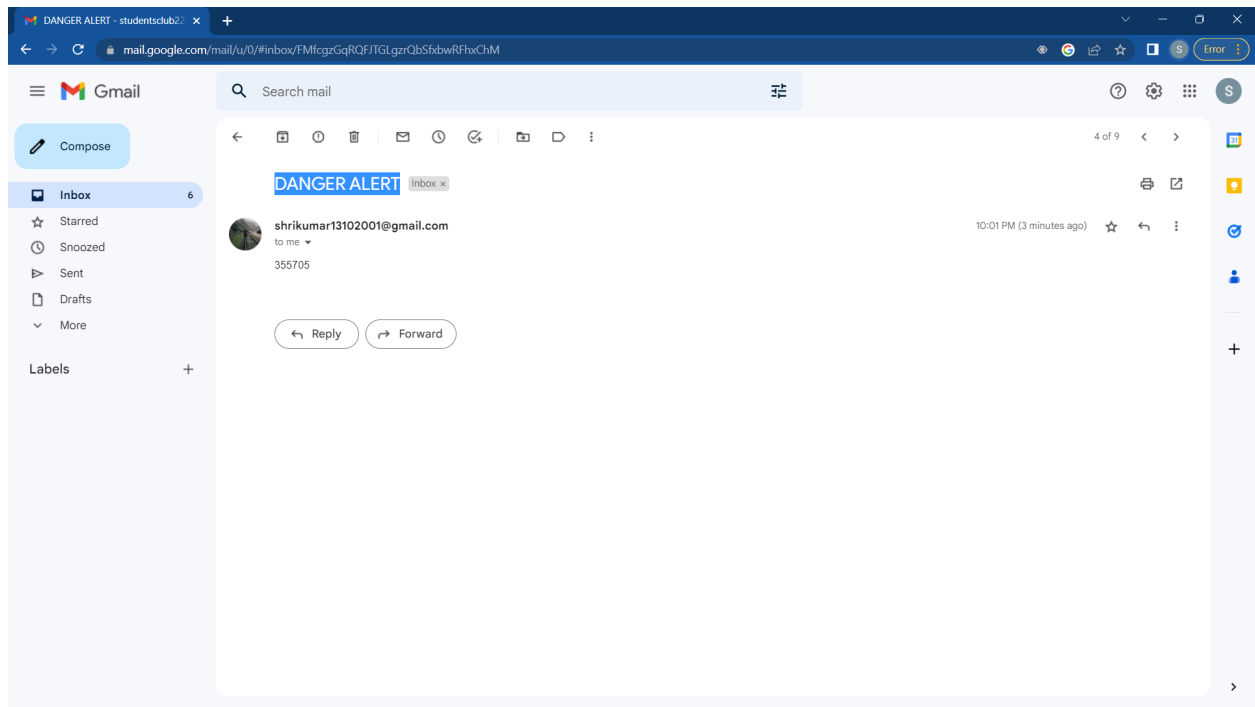 DANGER ALERT - studentsclub22
mail.google.com/mail/u/0/#inbox/FMfcgzGqRQFJTGLgzrQbSfxbwRFhxChM
S
Error
Gmail
Search mail
S
Compose
4 of 9
31
DANGER ALERT
Inbox ×
Inbox 6
Starred
shrikumar13102001@gmail.com
10:01 PM (3 minutes ago)
to me
Snoozed
355705
Sent
Drafts
More
Reply
Forward
Labels